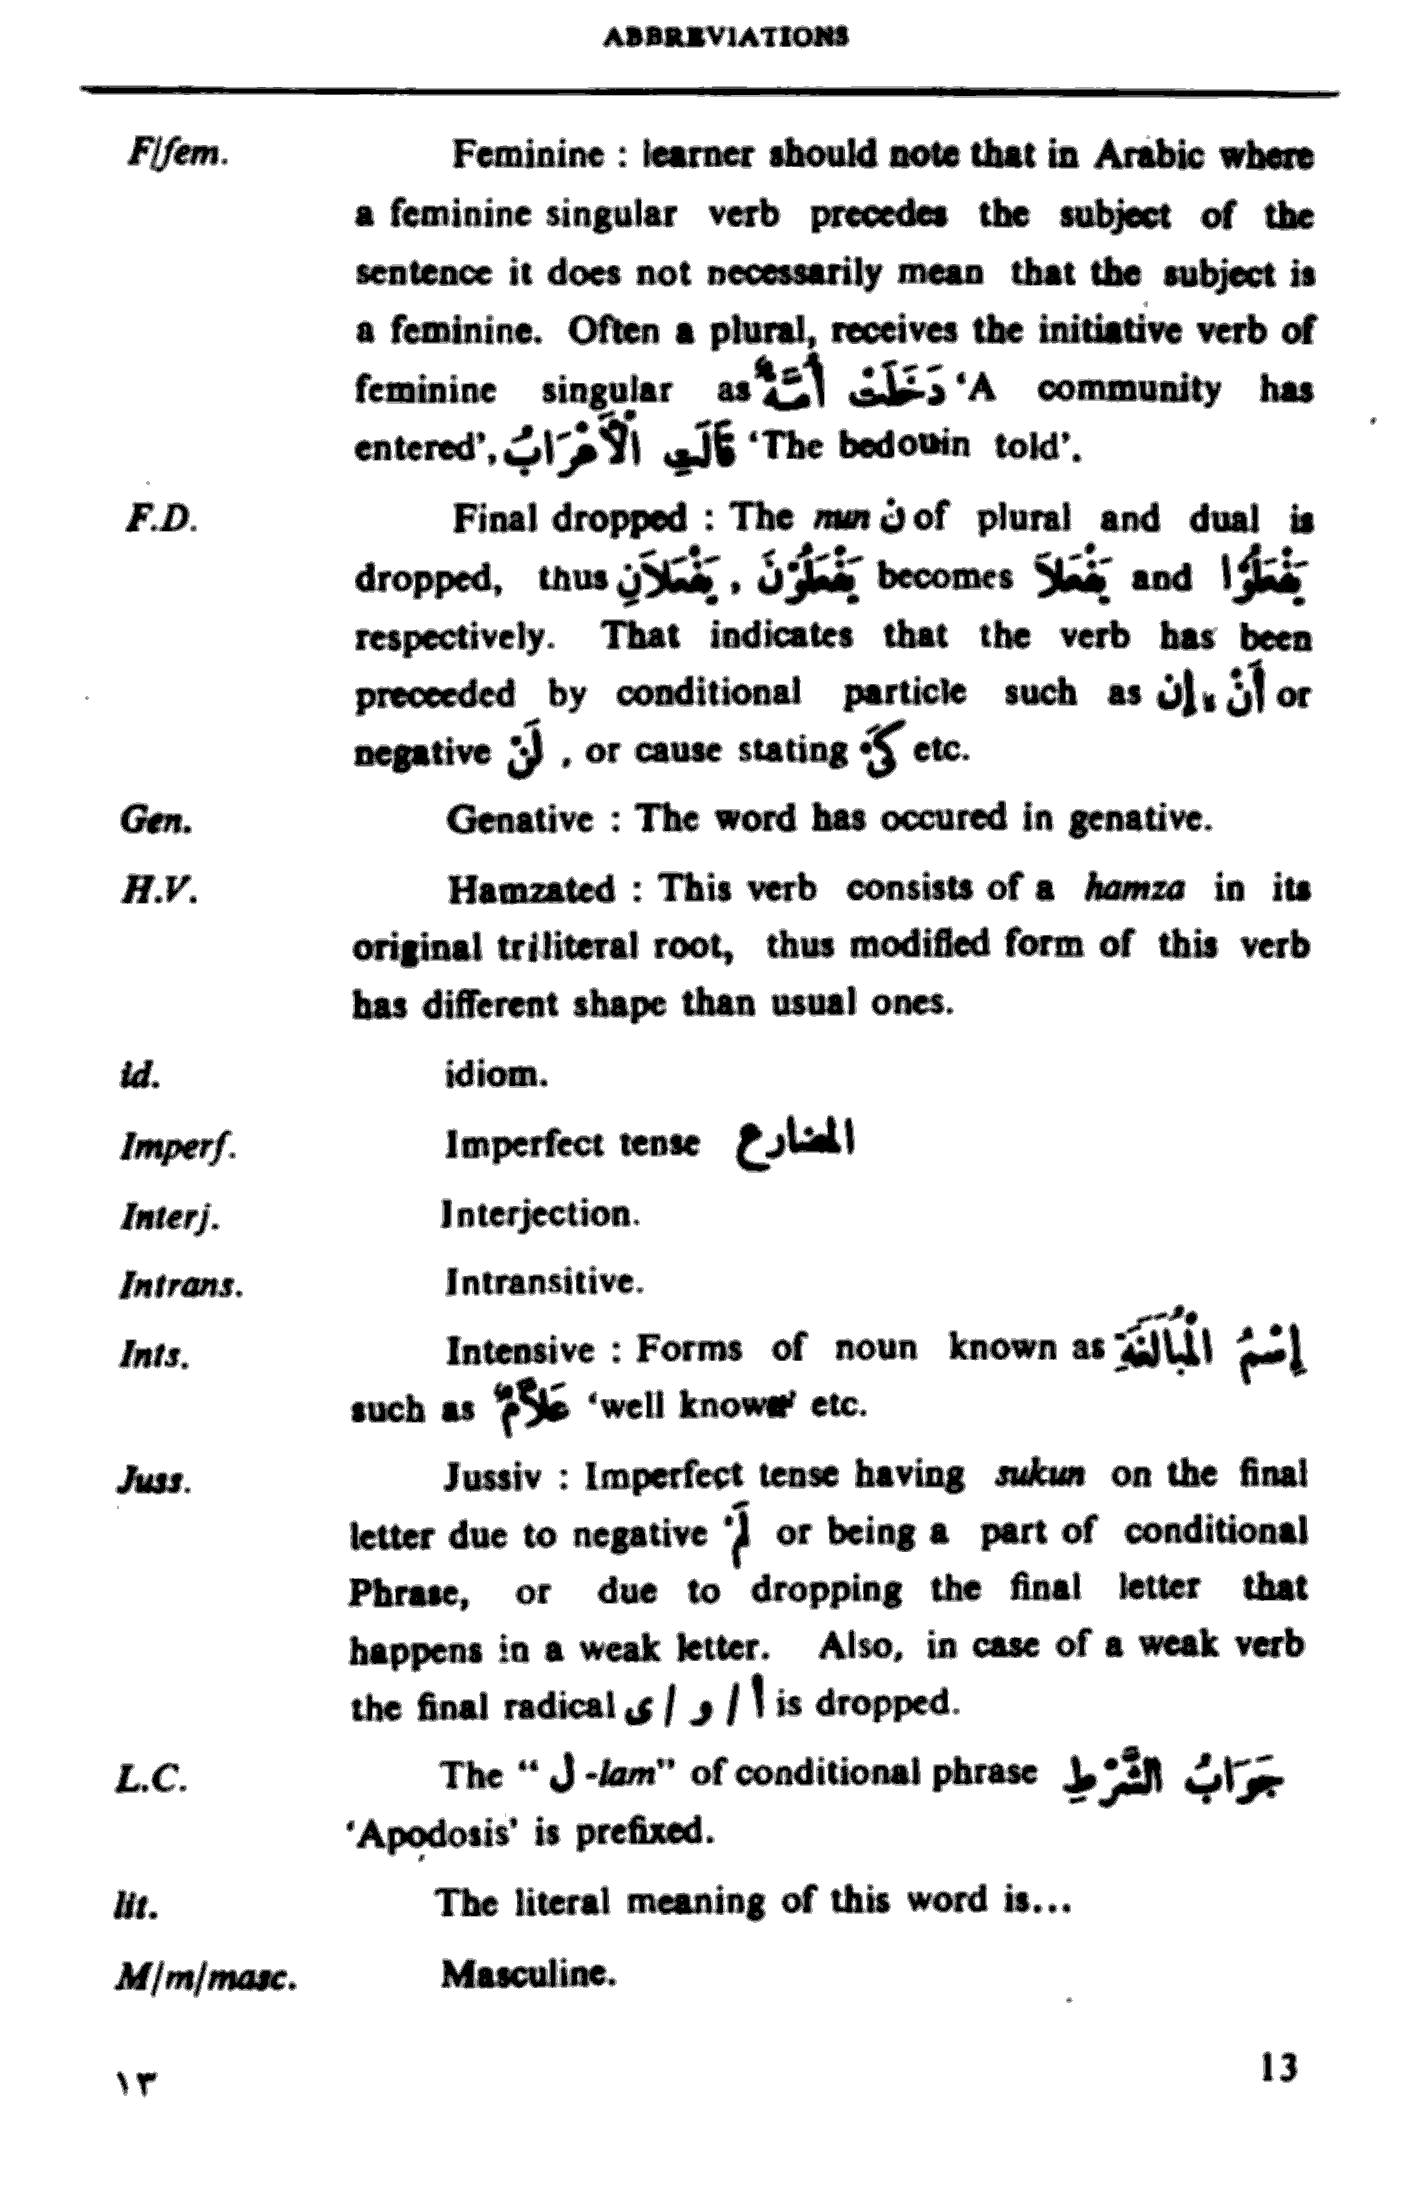 ABBREVIATIONS
F/fem. Feminine : learner should note that in Arabic where
a feminine singular verb precedes the subject of the
sentence it does not necessarily mean that the subject is
a feminine. Often a plural, receives the initiative verb of
feminine singular as دَخَلَتْ أُمَّةٌ ‘A community has
entered’, قَالَتِ الْأَعْرَابُ ‘The bedouin told’.
F.D. Final dropped : The nun ن of plural and dual is
dropped, thus يَفْعَلاَنِ , يَفْعَلُوْنَ becomes يَفْعَلاَ and يَفْعَلُوْا
respectively. That indicates that the verb has been
preceeded by conditional particle such as أَنْ ، إن or
negative لَنْ , or cause stating كَىْ etc.
Gen. Genative : The word has occured in genative.
H.V. Hamzated : This verb consists of a hamza in its
original triliteral root, thus modified form of this verb
has different shape than usual ones.
id. idiom.
Imperf. Imperfect tense المضارع
Interj. Interjection.
Intrans. Intransitive.
Ints. Intensive : Forms of noun known as إِسْمُ الْمُبَالَغَةِ
such as عَلاَّمٌ ‘well knower’ etc.
Juss. Jussiv : Imperfect tense having sukun on the final
letter due to negative لَمْ or being a part of conditional
Phrase, or due to dropping the final letter that
happens in a weak letter. Also, in case of a weak verb
the final radical أ / و / ى is dropped.
L.C. The “ ل -lam” of conditional phrase جَوَابُ الشَّرْطِ
‘Apodosis’ is prefixed.
lit. The literal meaning of this word is...
M/m/masc. Masculine.
١٣ 13